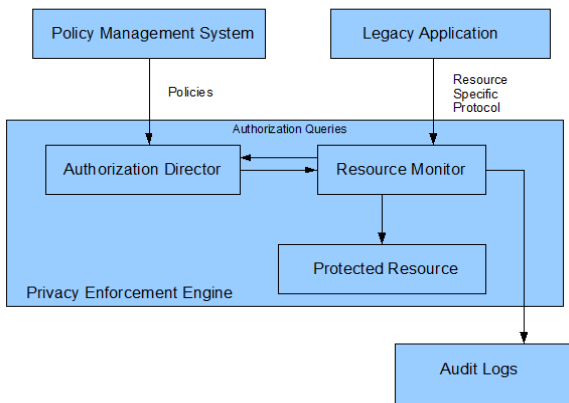 Policy Management System
Legacy Application
Policies
Resource
Specific
Protocol
Authorization Queries
Authorization Director
Resource Monitor
Protected Resource
Privacy Enforcement Engine
Audit Logs